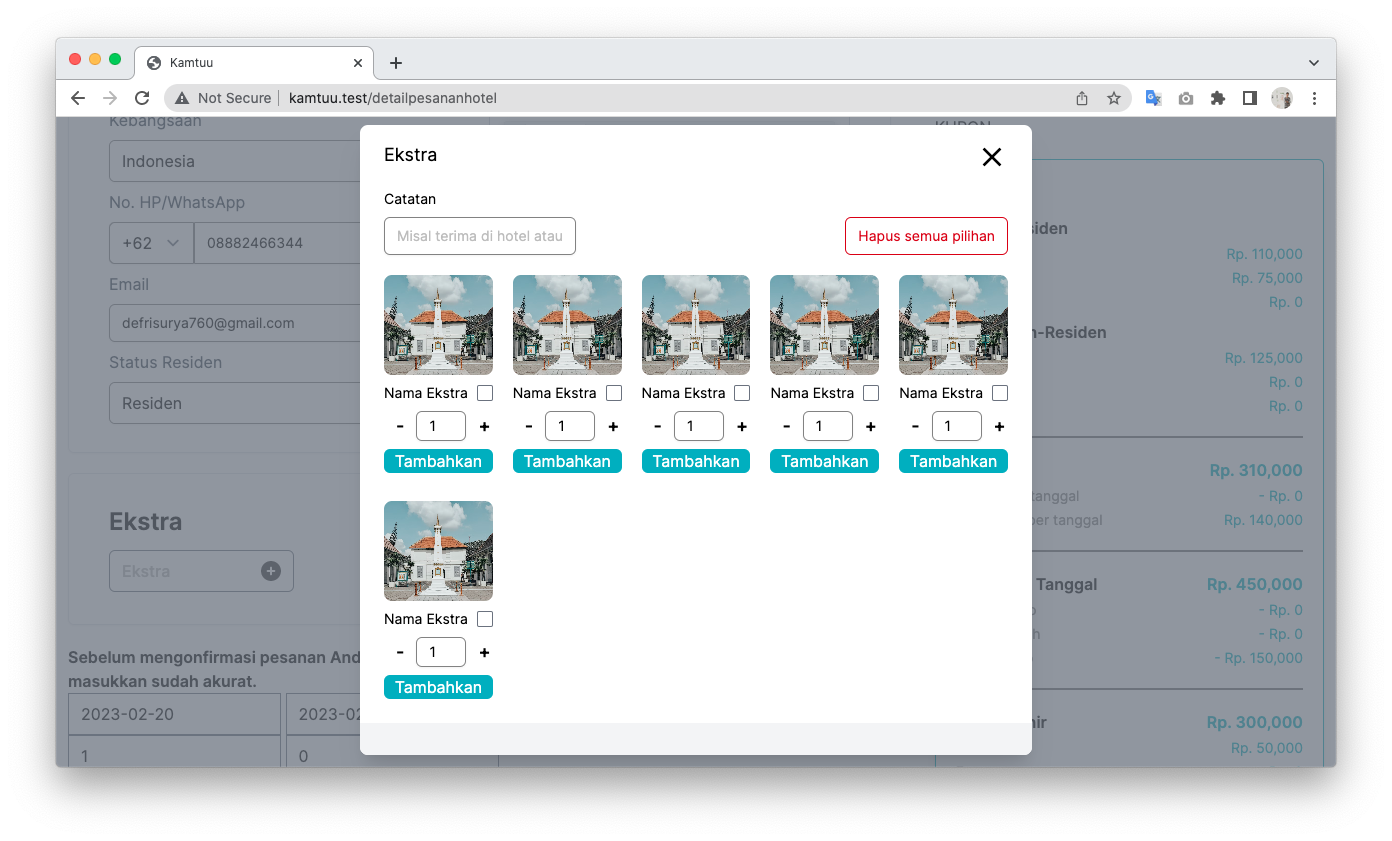 Kamtuu
Not Secure
kamtuu.test/detailpesananhotel
Kebangsaan
Indonesia
No. HP/WhatsApp
+62
08882466344
Email
defrisurya760@gmail.com
Status Residen
Residen
Ekstra
Ekstra
Sebelum mengonfirmasi pesanan And
masukkan sudah akurat.
2023-02-20
2023-02
1
0
Ekstra
Catatan
Misal terima di hotel atau
Hapus semua pilihan
Nama Ekstra
- 1 +
Tambahkan
Nama Ekstra
- 1 +
Tambahkan
Nama Ekstra
- 1 +
Tambahkan
Nama Ekstra
- 1 +
Tambahkan
Nama Ekstra
- 1 +
Tambahkan
Nama Ekstra
- 1 +
Tambahkan
siden
Rp. 110,000
Rp. 75,000
Rp. 0
n-Residen
Rp. 125,000
Rp. 0
Rp. 0
Rp. 310,000
tanggal - Rp. 0
per tanggal Rp. 140,000
Tanggal Rp. 450,000
- Rp. 0
h - Rp. 0
- Rp. 150,000
ir Rp. 300,000
Rp. 50,000